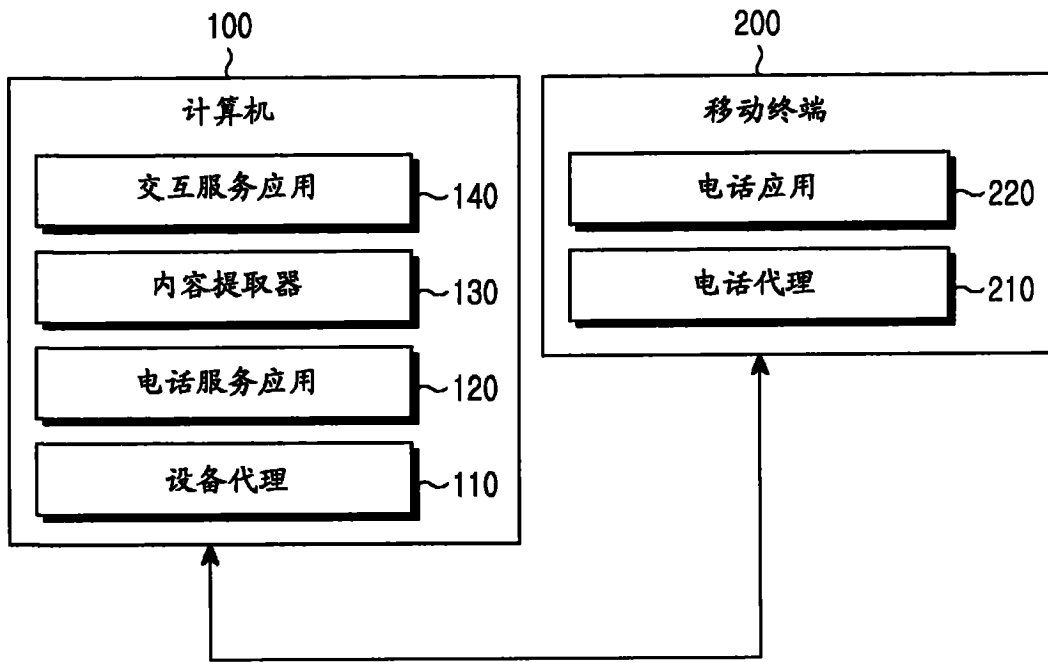 100
计算机
交互服务应用
140
内容提取器
130
电话服务应用
120
设备代理
110
200
移动终端
电话应用
220
电话代理
210